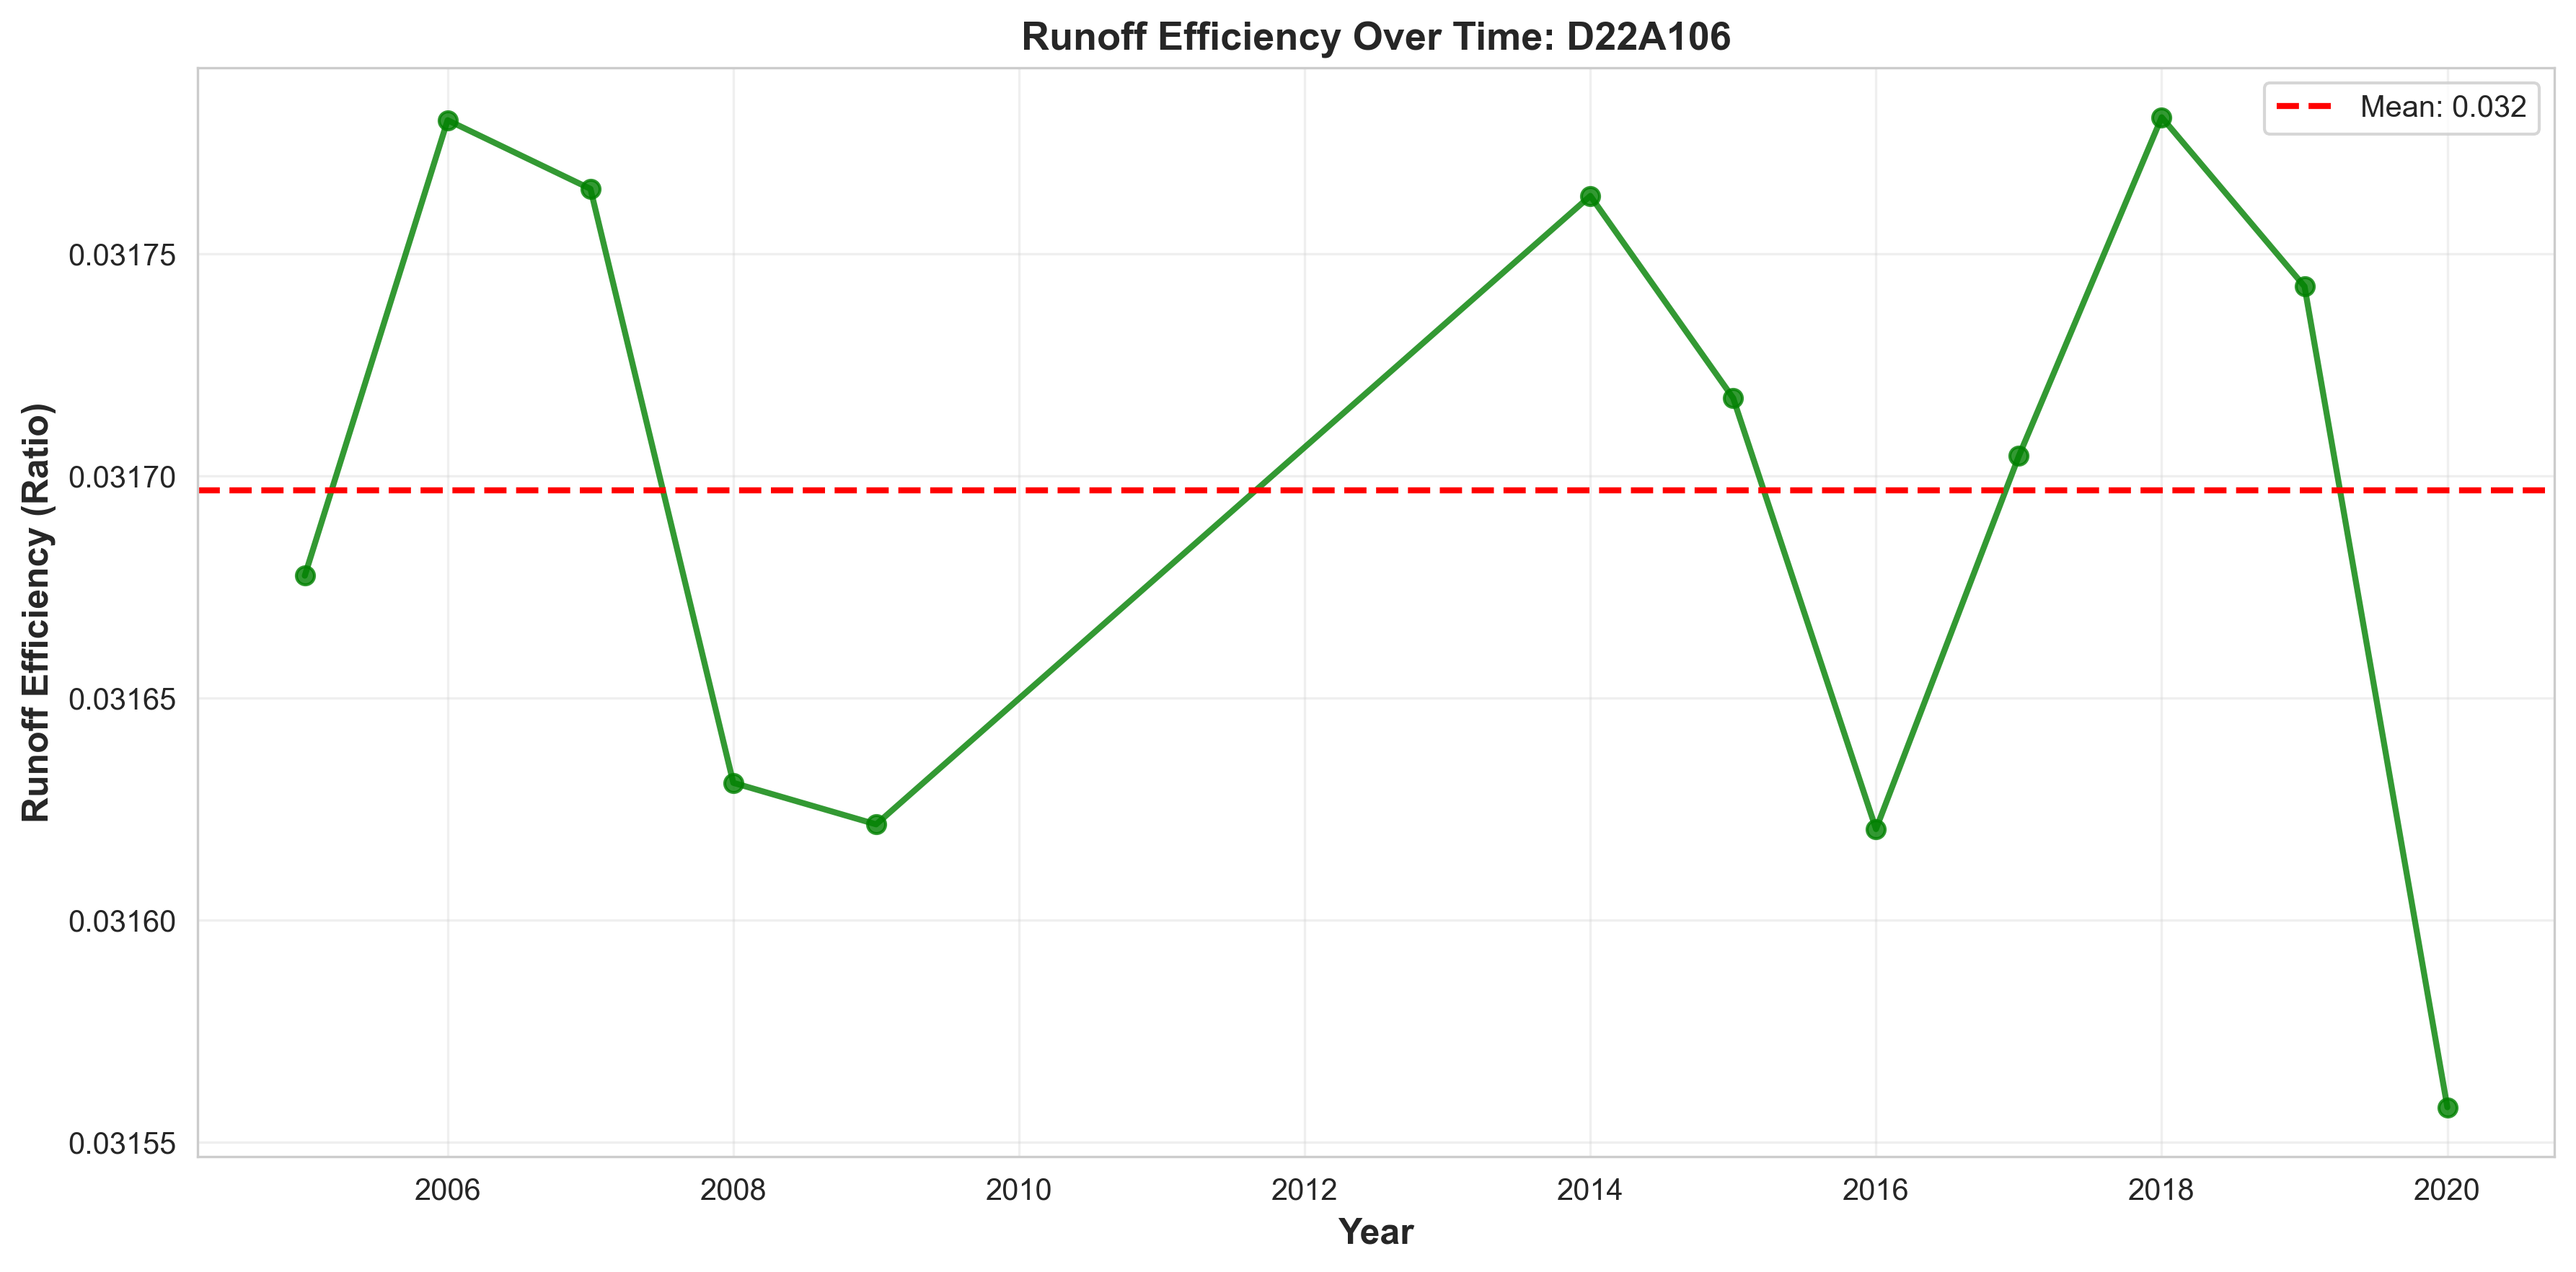 Runoff Efficiency Over Time: D22A106
Mean: 0.032
Runoff Efficiency (Ratio)
0.03175
0.03170
0.03165
0.03160
0.03155
2006 2008 2010 2012 2014 2016 2018 2020
Year